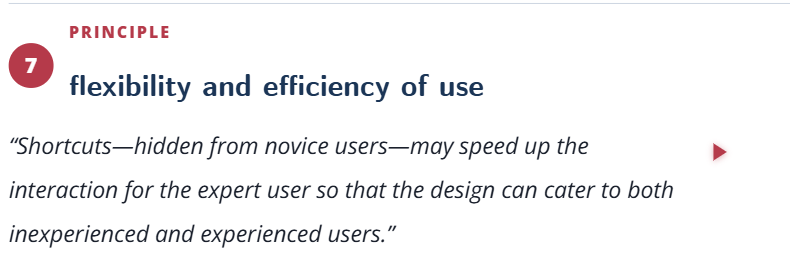 PRINCIPLE
7
flexibility and efficiency of use
“Shortcuts—hidden from novice users—may speed up the
interaction for the expert user so that the design can cater to both
inexperienced and experienced users.”